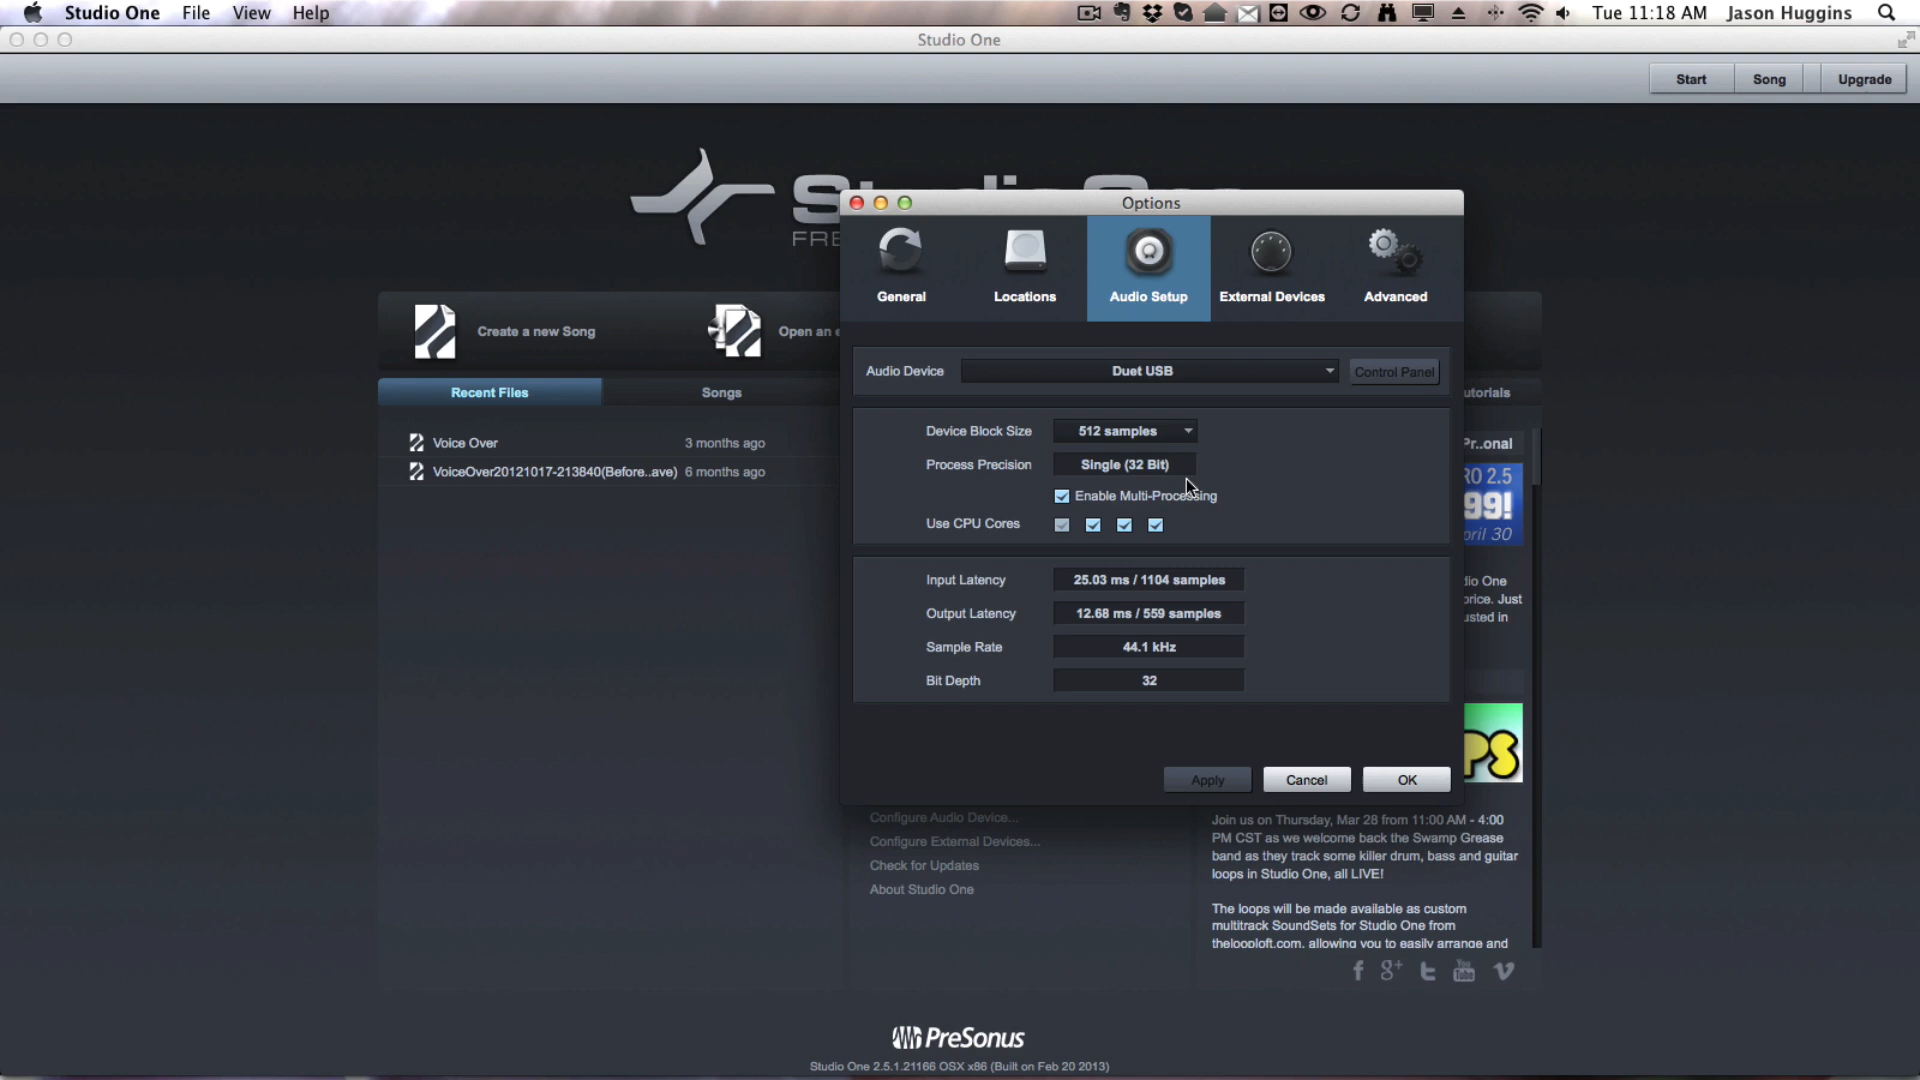 Studio One File View Help Tue 11:18 AM Jason Huggins
Studio One
Start Song Upgrade
Options
General Locations Audio Setup External Devices Advanced
Create a new Song
Open an e
Recent Files Songs utorials
Voice Over 3 months ago
VoiceOver20121017-213840(Before..ave) 6 months ago
Audio Device Duet USB Control Panel
Device Block Size 512 samples
Process Precision Single (32 Bit)
Enable Multi-Processing
Use CPU Cores
Input Latency 25.03 ms / 1104 samples
Output Latency 12.68 ms / 559 samples
Sample Rate 44.1 kHz
Bit Depth 32
Apply Cancel OK
Pr..onal
RO 2.5
99!
pril 30
dio One
price. Just
usted in
PS
Configure Audio Device...
Configure External Devices...
Check for Updates
About Studio One
Join us on Thursday, Mar 28 from 11:00 AM - 4:00
PM CST as we welcome back the Swamp Grease
band as they track some killer drum, bass and guitar
loops in Studio One, all LIVE!
The loops will be made available as custom
multitrack SoundSets for Studio One from
thelooploft.com, allowing you to easily arrange and
f g+ t You Tube v
PreSonus
Studio One 2.5.1.21166 OSX x86 (Built on Feb 20 2013)